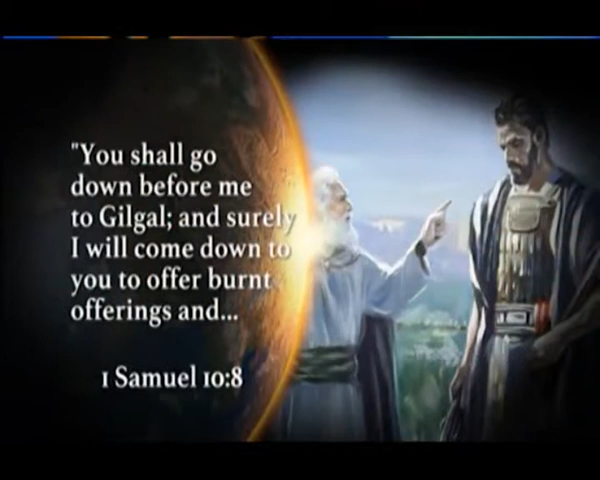 "You shall go
down before me
to Gilgal; and surely
I will come down to
you to offer burnt
offerings and...
1 Samuel 10:8